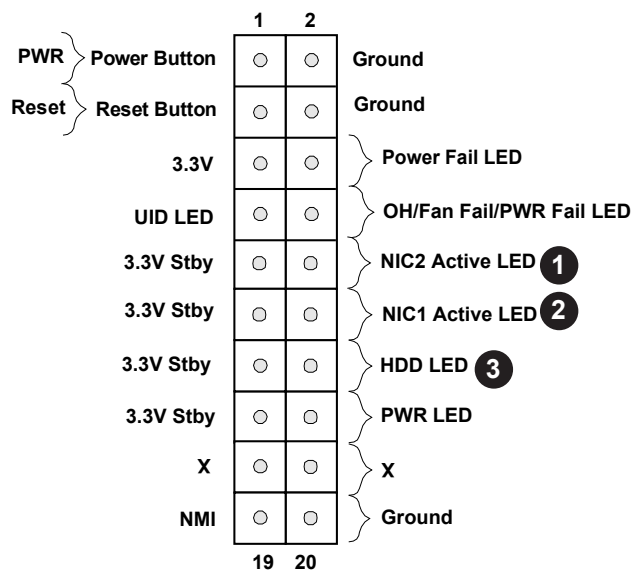 1 2
PWR Power Button Ground
Reset Reset Button Ground
3.3V Power Fail LED
UID LED OH/Fan Fail/PWR Fail LED
3.3V Stby NIC2 Active LED 1
3.3V Stby NIC1 Active LED 2
3.3V Stby HDD LED 3
3.3V Stby PWR LED
X X
NMI Ground
19 20